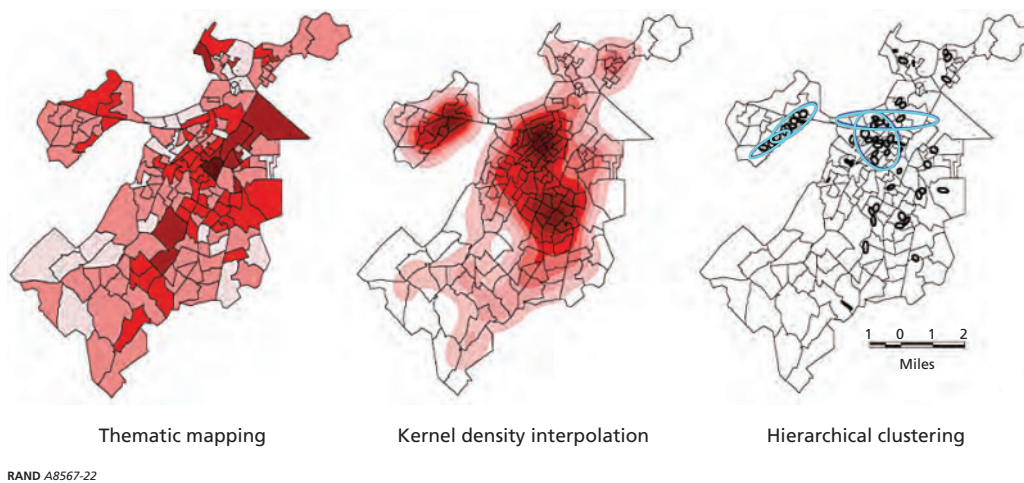 1 0 1 2
Miles
Thematic mapping
Kernel density interpolation
Hierarchical clustering
RAND A8567-22